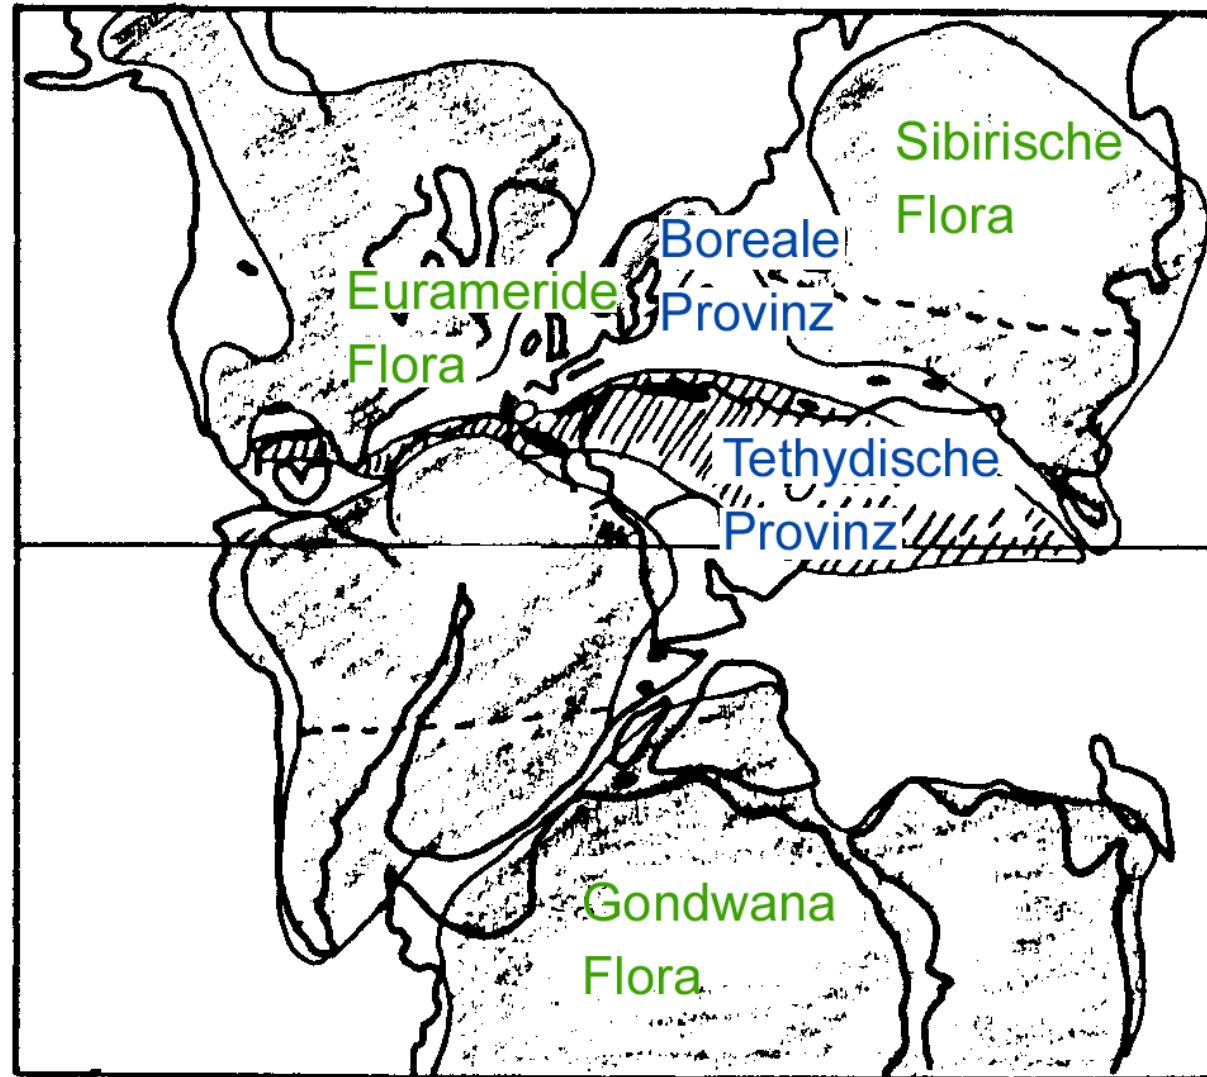 Sibirische
Flora
Boreale
Provinz
Eurameride
Flora
Tethydische
Provinz
Gondwana
Flora